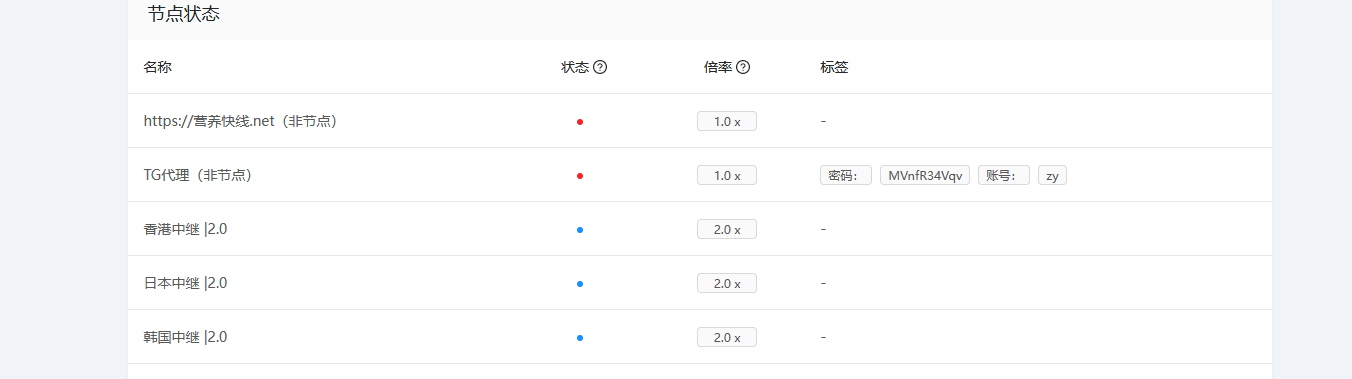 节点状态
名称 状态 倍率 标签
https://营养快线.net（非节点） 1.0 x -
TG代理（非节点） 1.0 x 密码： MVnfR34Vqv 账号： zy
香港中继 |2.0 2.0 x -
日本中继 |2.0 2.0 x -
韩国中继 |2.0 2.0 x -